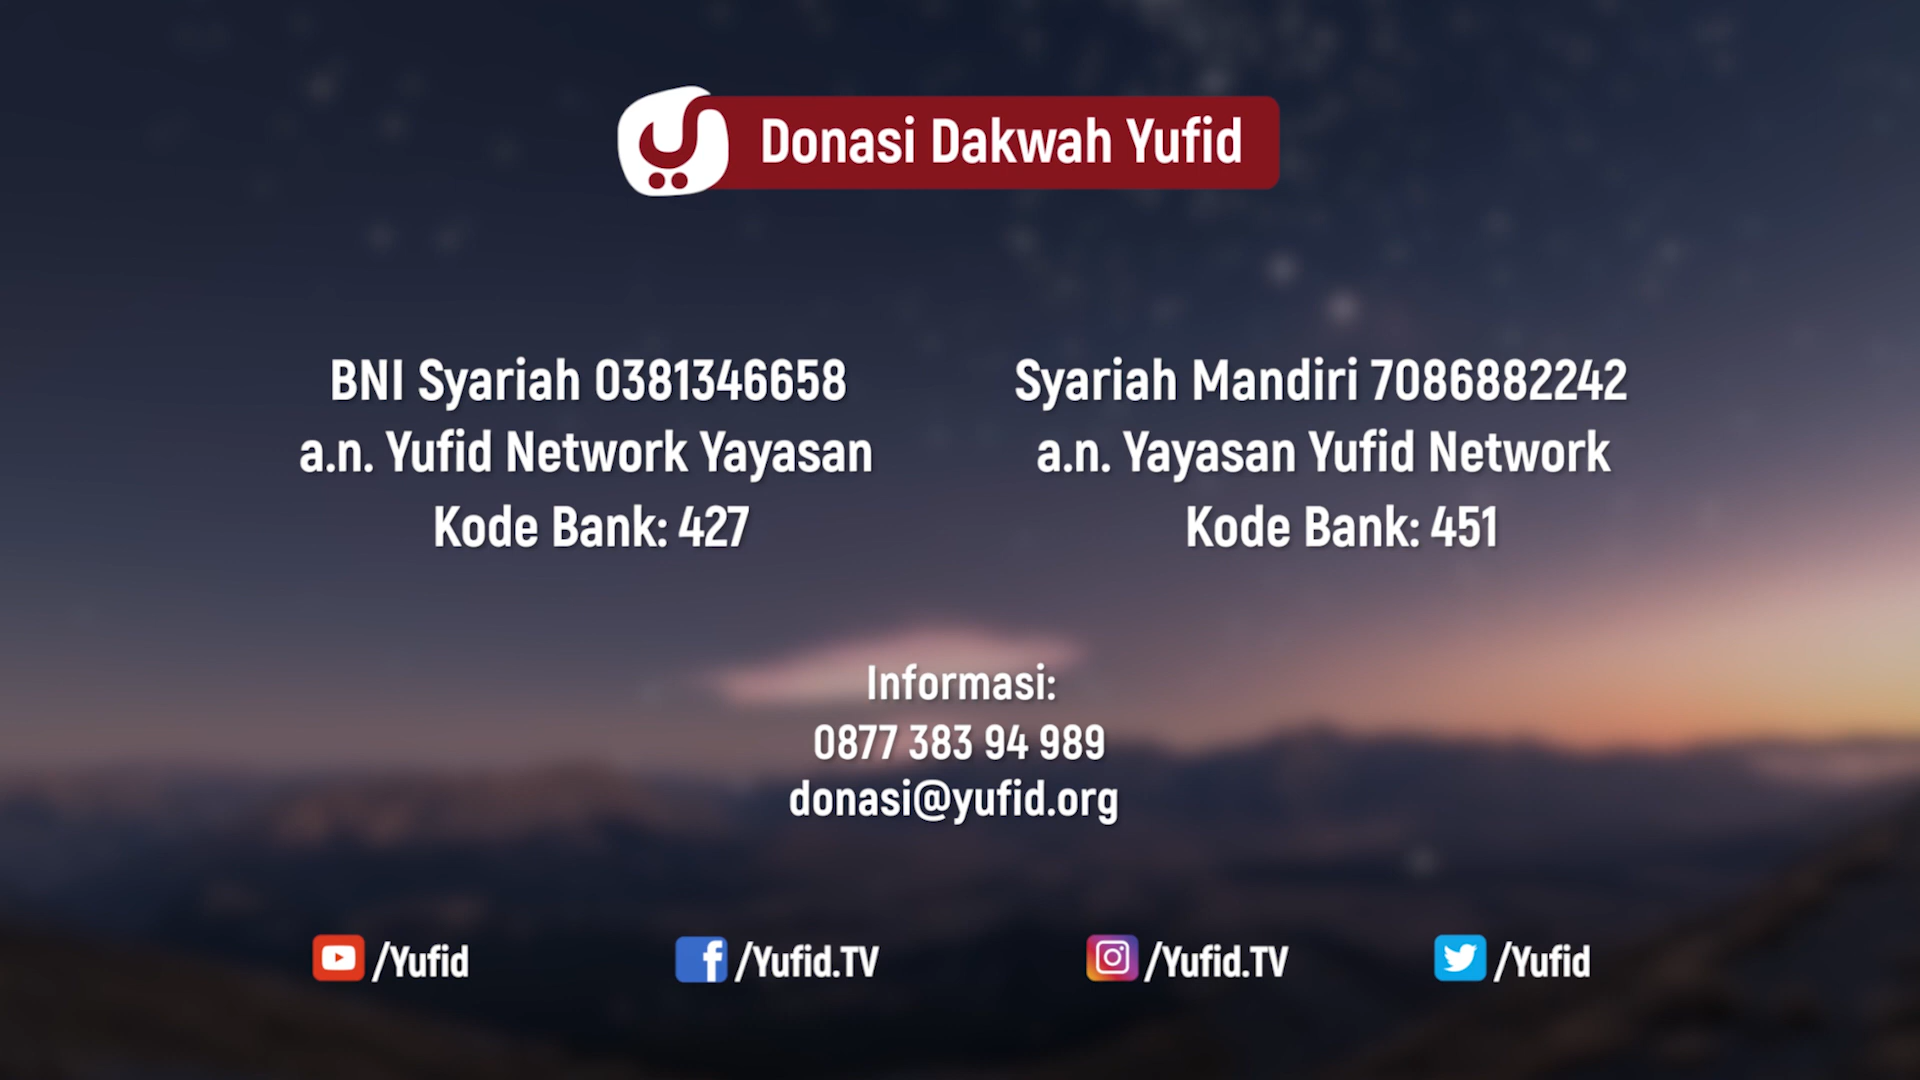 Donasi Dakwah Yufid
BNI Syariah 0381346658
a.n. Yufid Network Yayasan
Kode Bank: 427
Syariah Mandiri 7086882242
a.n. Yayasan Yufid Network
Kode Bank: 451
Informasi:
0877 383 94 989
donasi@yufid.org
/Yufid
/Yufid.TV
/Yufid.TV
/Yufid